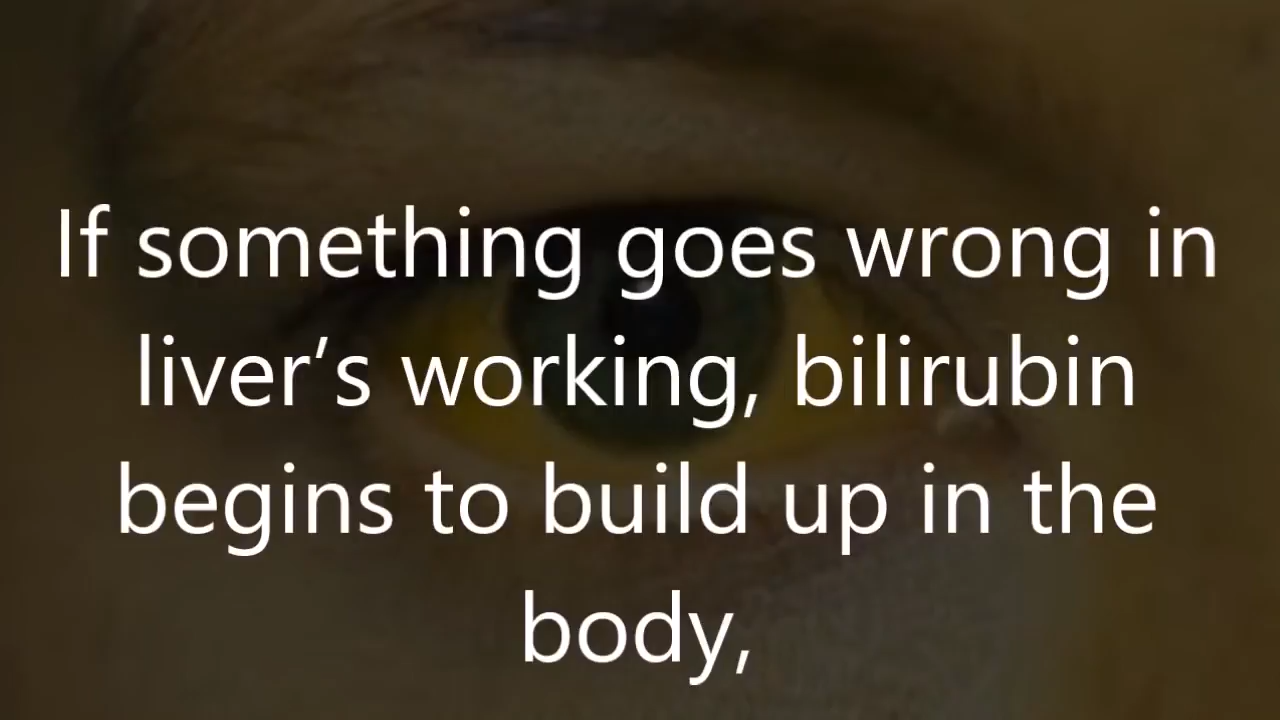 If something goes wrong in
liver’s working, bilirubin
begins to build up in the
body,